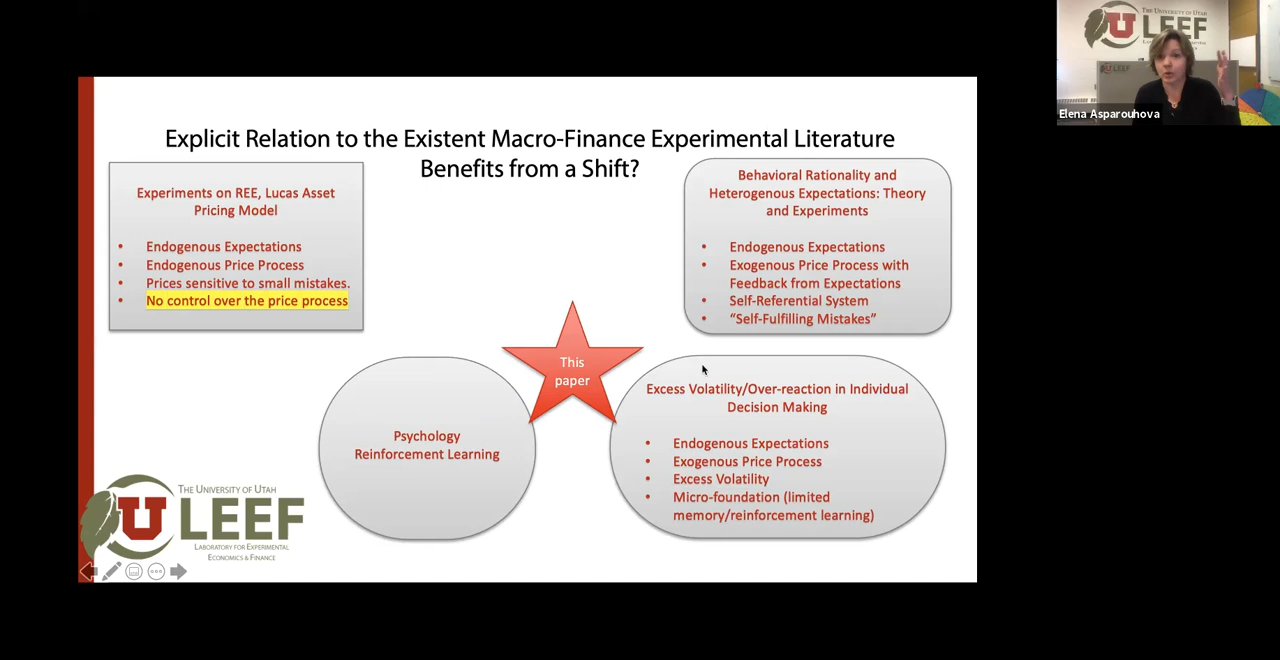 Explicit Relation to the Existent Macro-Finance Experimental Literature
Benefits from a Shift?
Experiments on REE, Lucas Asset
Pricing Model
• Endogenous Expectations
• Endogenous Price Process
• Prices sensitive to small mistakes.
• No control over the price process
Behavioral Rationality and
Heterogenous Expectations: Theory
and Experiments
• Endogenous Expectations
• Exogenous Price Process with
Feedback from Expectations
• Self-Referential System
• “Self-Fulfilling Mistakes”
This
paper
Psychology
Reinforcement Learning
Excess Volatility/Over-reaction in Individual
Decision Making
• Endogenous Expectations
• Exogenous Price Process
• Excess Volatility
• Micro-foundation (limited
memory/reinforcement learning)
THE UNIVERSITY OF UTAH
U LEEF
LABORATORY FOR EXPERIMENTAL
ECONOMICS & FINANCE
THE UNIVERSITY OF UTAH
U LEEF
Elena Asparouhova